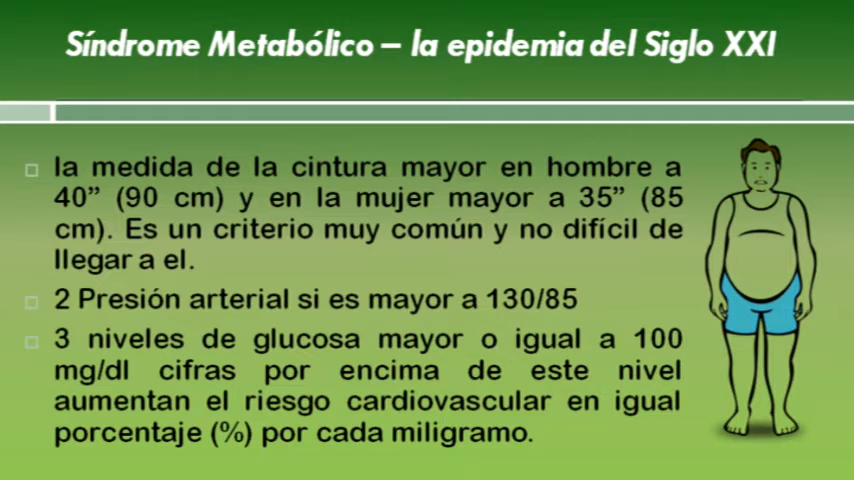 Síndrome Metabólico – la epidemia del Siglo XXI
la medida de la cintura mayor en hombre a
40” (90 cm) y en la mujer mayor a 35” (85
cm). Es un criterio muy común y no difícil de
llegar a el.
2 Presión arterial si es mayor a 130/85
3 niveles de glucosa mayor o igual a 100
mg/dl cifras por encima de este nivel
aumentan el riesgo cardiovascular en igual
porcentaje (%) por cada miligramo.